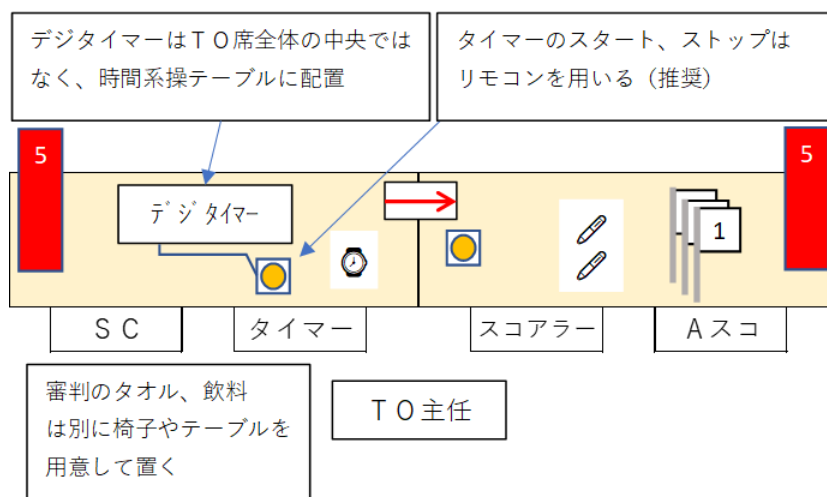 デジタイマーはＴＯ席全体の中央では
なく、時間系操テーブルに配置
タイマーのスタート、ストップは
リモコンを用いる（推奨）
5
5
ﾃﾞｼﾞﾀｲﾏｰ
1
ＳＣ
タイマー
スコアラー
Ａスコ
審判のタオル、飲料
は別に椅子やテーブルを
用意して置く
ＴＯ主任